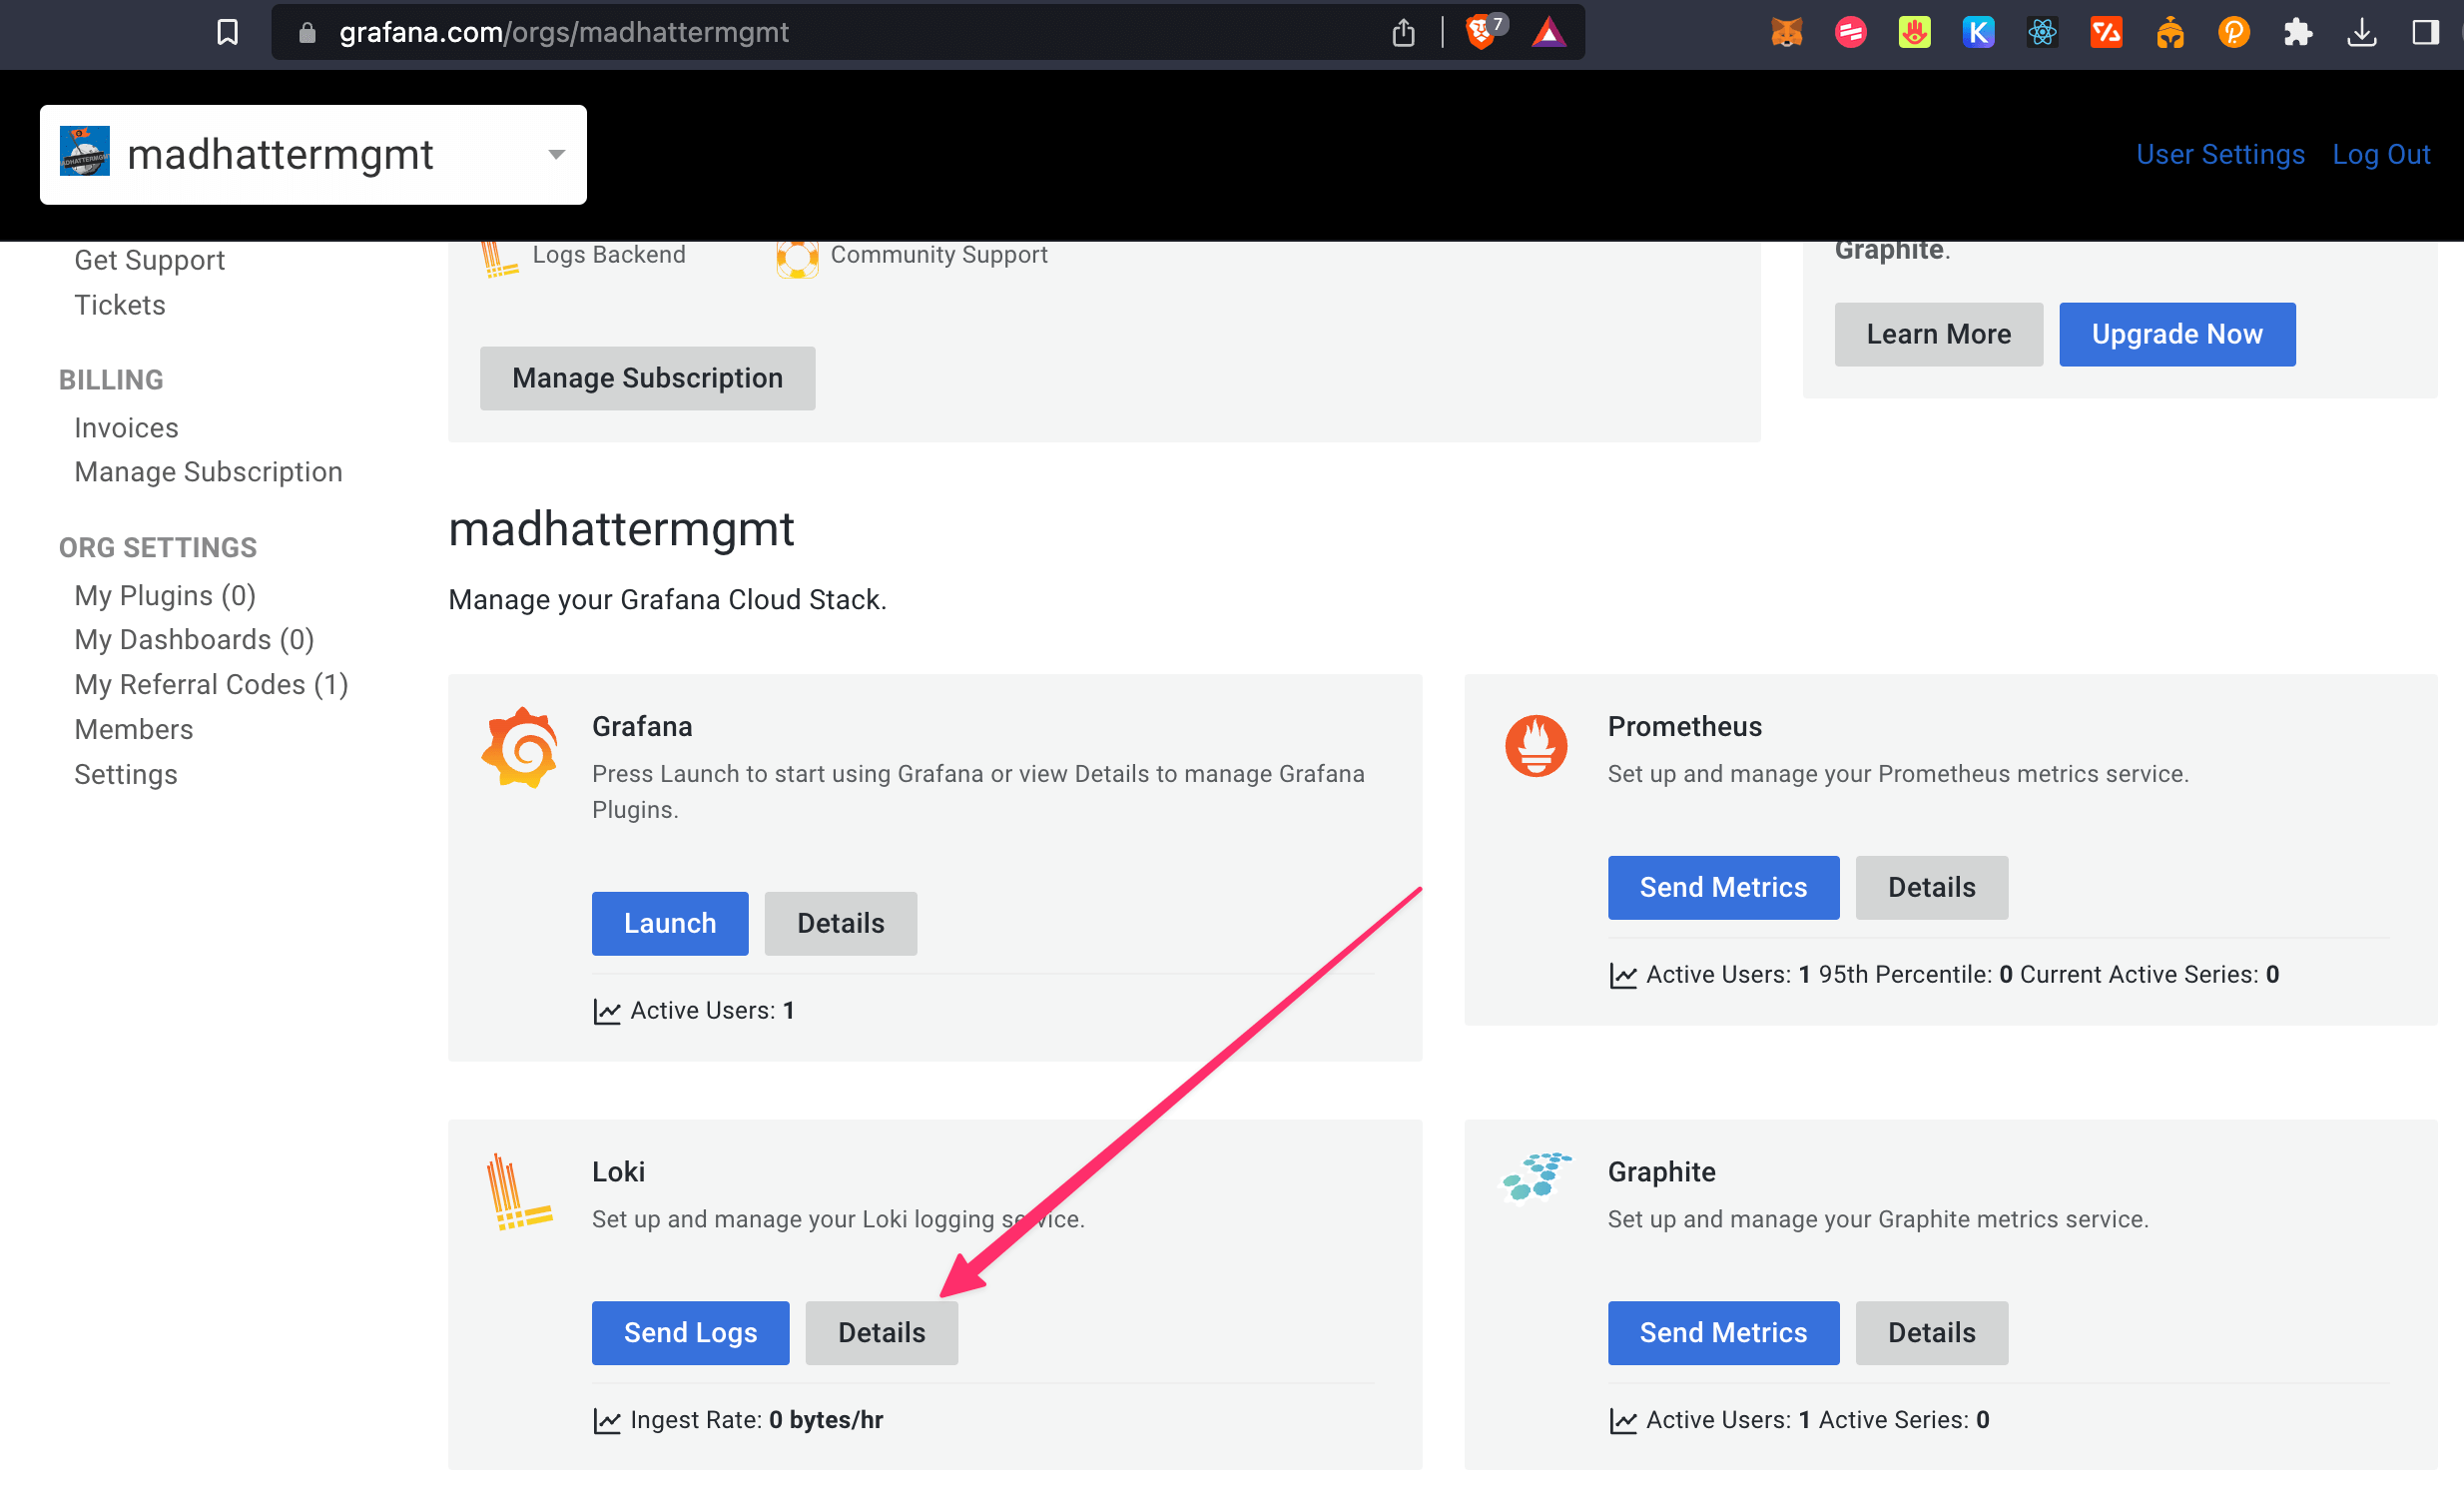 grafana.com/orgs/madhattermgmt
7
madhattermgmt
User Settings
Log Out
Get Support
Tickets
BILLING
Invoices
Manage Subscription
ORG SETTINGS
My Plugins (0)
My Dashboards (0)
My Referral Codes (1)
Members
Settings
Logs Backend
Community Support
Manage Subscription
Graphite.
Learn More
Upgrade Now
madhattermgmt
Manage your Grafana Cloud Stack.
Grafana
Press Launch to start using Grafana or view Details to manage Grafana
Plugins.
Launch
Details
Active Users: 1
Prometheus
Set up and manage your Prometheus metrics service.
Send Metrics
Details
Active Users: 1 95th Percentile: 0 Current Active Series: 0
Loki
Set up and manage your Loki logging service.
Send Logs
Details
Ingest Rate: 0 bytes/hr
Graphite
Set up and manage your Graphite metrics service.
Send Metrics
Details
Active Users: 1 Active Series: 0